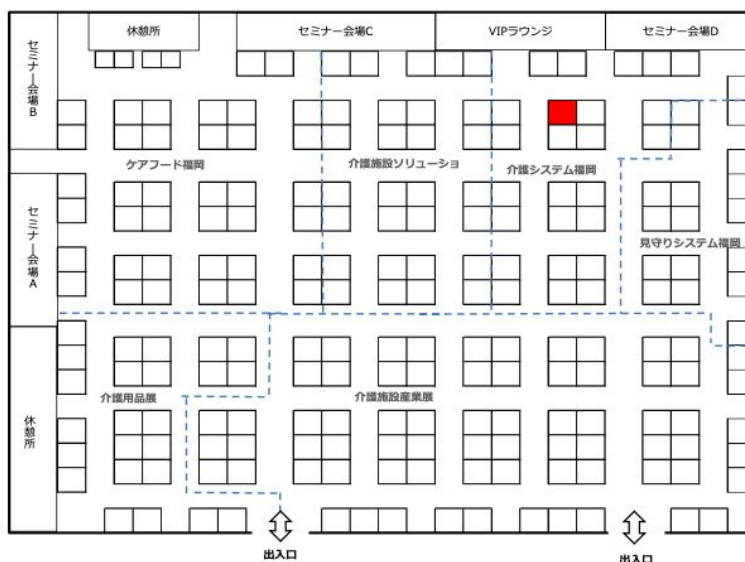 休憩所
セミナー会場C
VIPラウンジ
セミナー会場D
セミナー会場B
ケアフード福岡
介護施設ソリューショ
介護システム福岡
セミナー会場A
見守りシステム福岡
介護用品展
介護施設産業展
休憩所
出入口
出入口